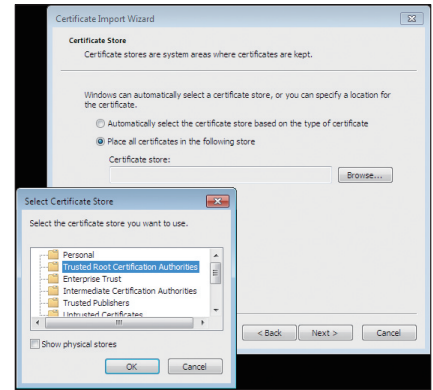 Certificate Import Wizard
Certificate Store
Certificate stores are system areas where certificates are kept.
Windows can automatically select a certificate store, or you can specify a location for
the certificate.
Automatically select the certificate store based on the type of certificate
Place all certificates in the following store
Certificate store:
Browse...
Select Certificate Store
Select the certificate store you want to use.
Personal
Trusted Root Certification Authorities
Enterprise Trust
Intermediate Certification Authorities
Trusted Publishers
Untrusted Certificates
Show physical stores
OK
Cancel
< Back
Next >
Cancel